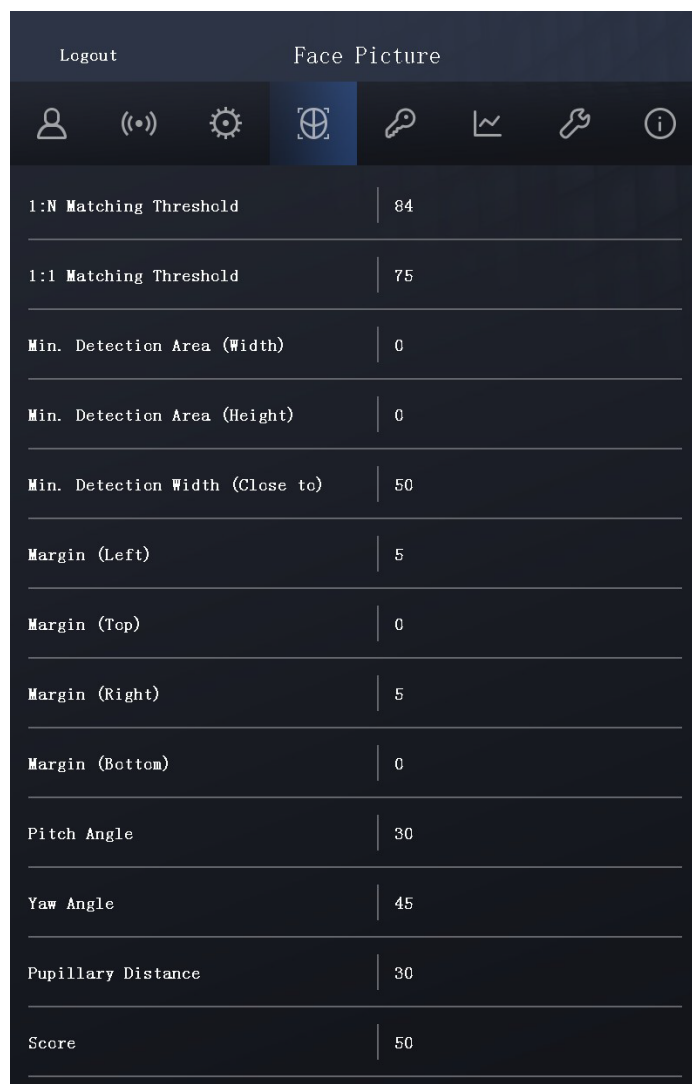 Logout Face Picture
1:N Matching Threshold 84
1:1 Matching Threshold 75
Min. Detection Area (Width) 0
Min. Detection Area (Height) 0
Min. Detection Width (Close to) 50
Margin (Left) 5
Margin (Top) 0
Margin (Right) 5
Margin (Bottom) 0
Pitch Angle 30
Yaw Angle 45
Pupillary Distance 30
Score 50